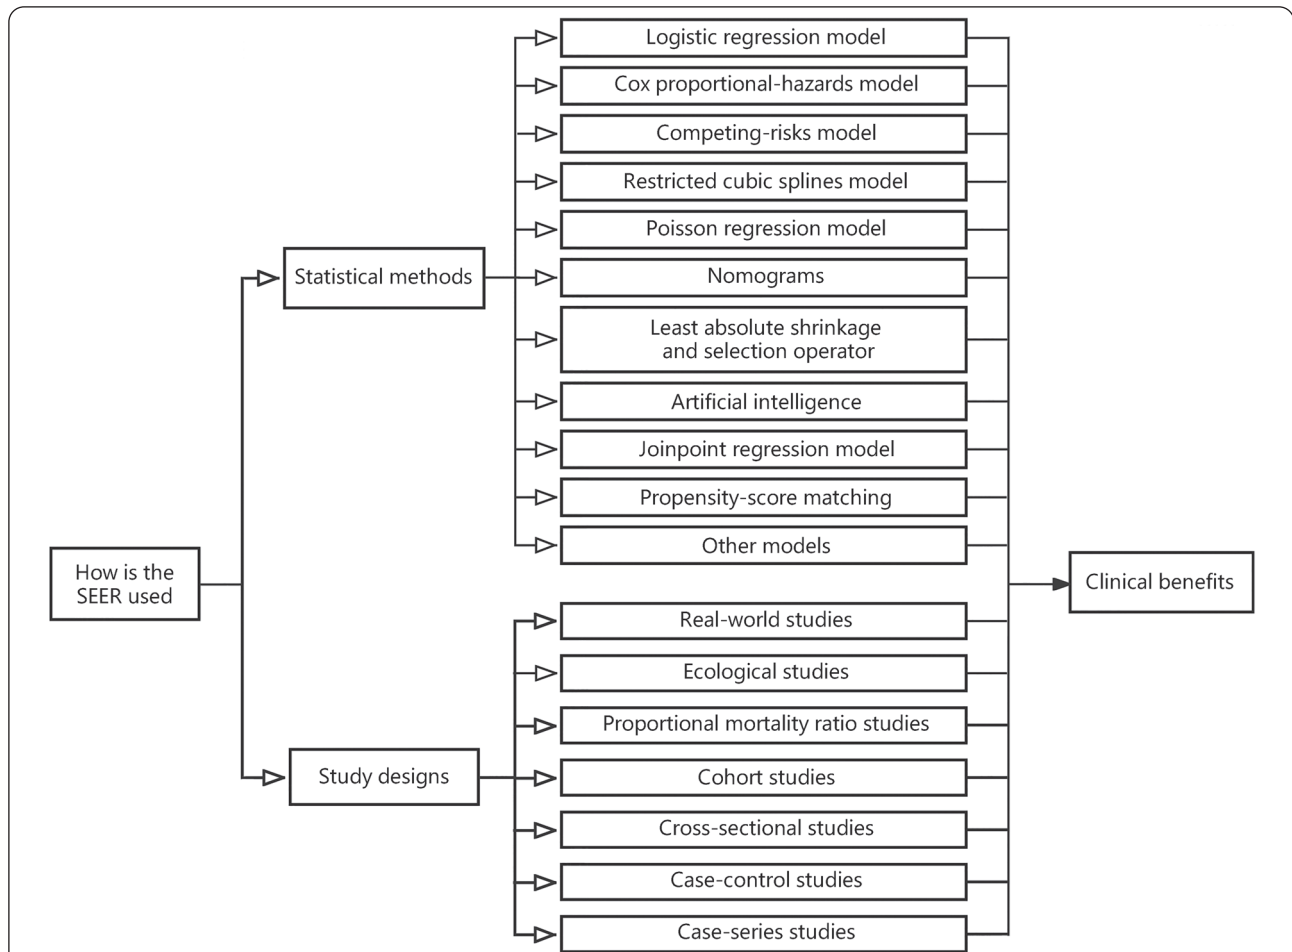 Logistic regression model
Cox proportional-hazards model
Competing-risks model
Restricted cubic splines model
Poisson regression model
Statistical methods
Nomograms
Least absolute shrinkage
and selection operator
Artificial intelligence
Joinpoint regression model
Propensity-score matching
Other models
How is the
SEER used
Clinical benefits
Real-world studies
Ecological studies
Proportional mortality ratio studies
Study designs
Cohort studies
Cross-sectional studies
Case-control studies
Case-series studies